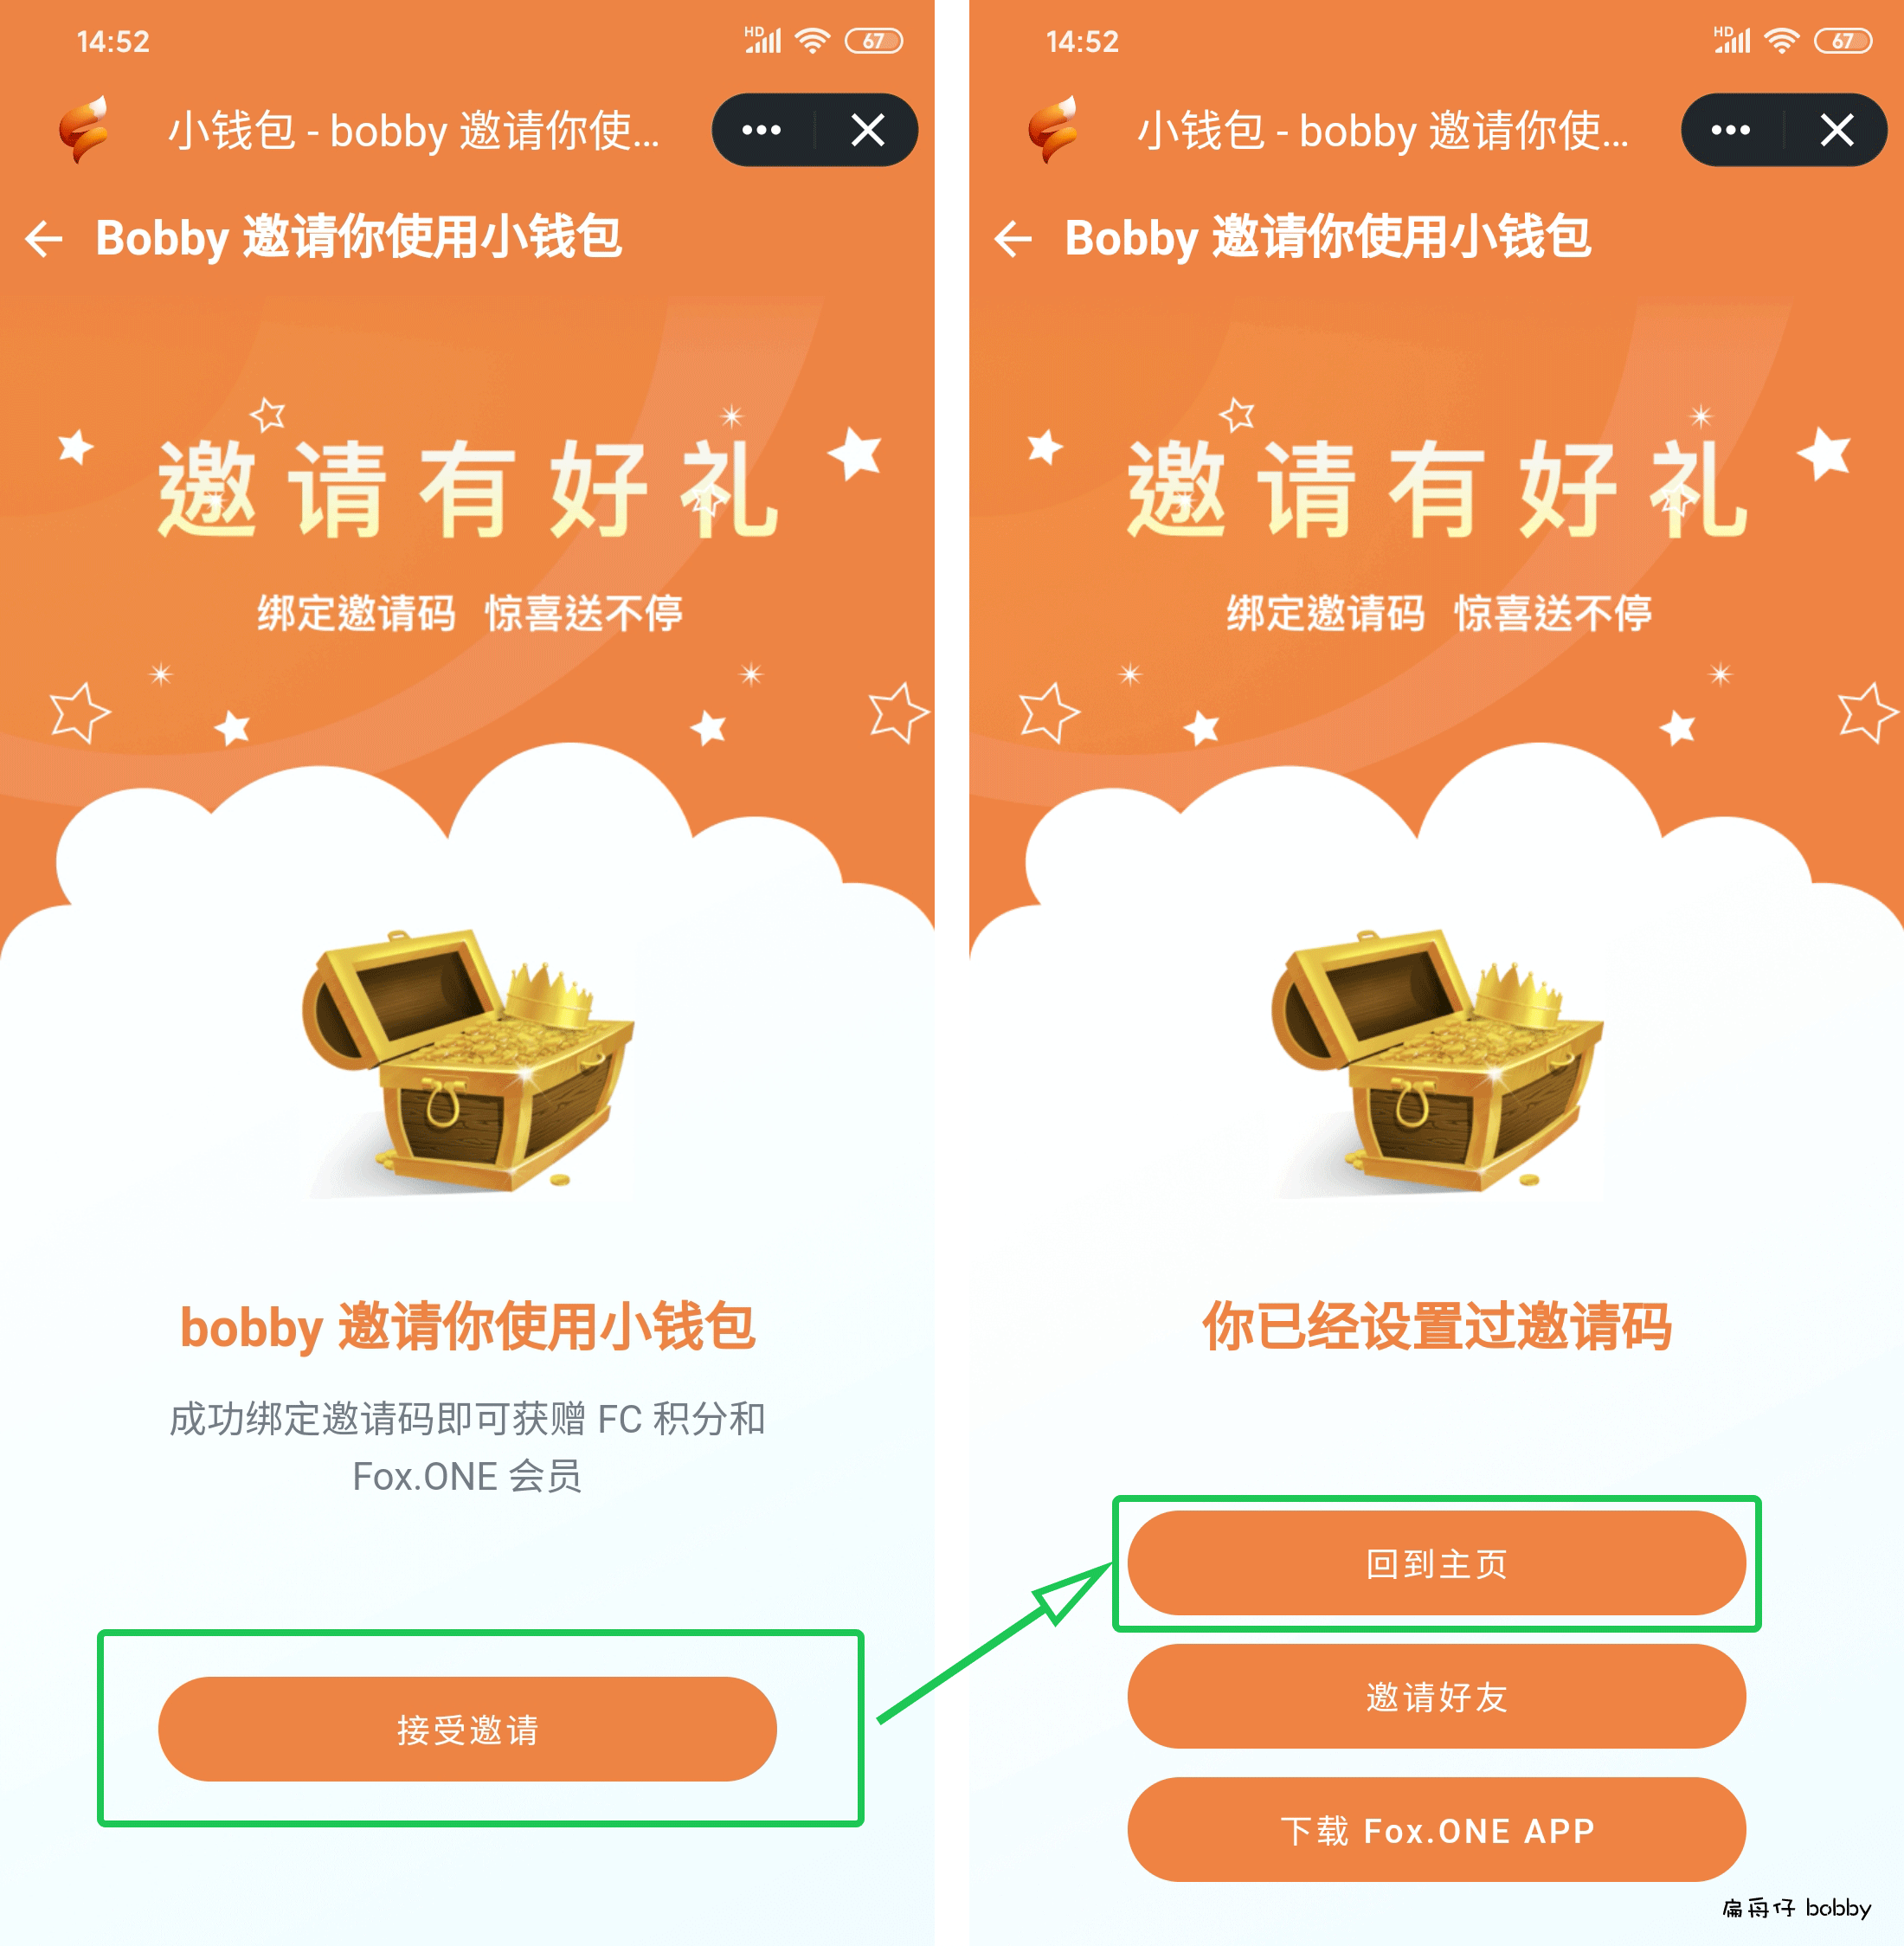 14:52
HD
67
小钱包 - bobby 邀请你使...
Bobby 邀请你使用小钱包
邀请有好礼
绑定邀请码 惊喜送不停
bobby 邀请你使用小钱包
成功绑定邀请码即可获赠 FC 积分和
Fox.ONE 会员
接受邀请
14:52
HD
67
小钱包 - bobby 邀请你使...
Bobby 邀请你使用小钱包
邀请有好礼
绑定邀请码 惊喜送不停
你已经设置过邀请码
回到主页
邀请好友
下载 Fox.ONE APP
扁舟仔 bobby